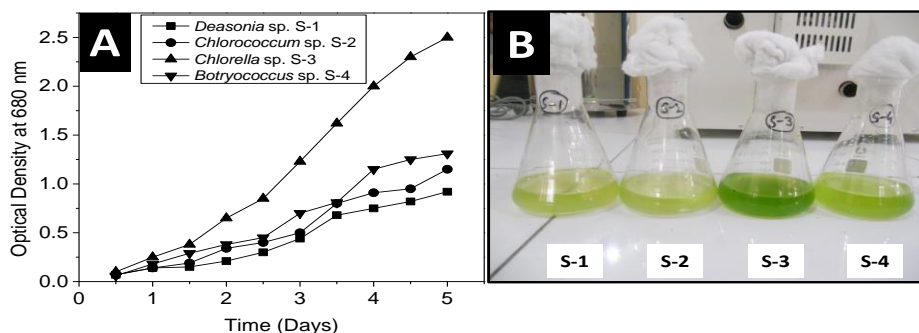 A
Deasonia sp. S-1
Chlorococcum sp. S-2
Chlorella sp. S-3
Botryococcus sp. S-4
Optical Density at 680 nm
2.5
2.0
1.5
1.0
0.5
0.0
0 1 2 3 4 5
Time (Days)
B
S-1
S-2
S-3
S-4
S-1 S-2 S-3 S-4